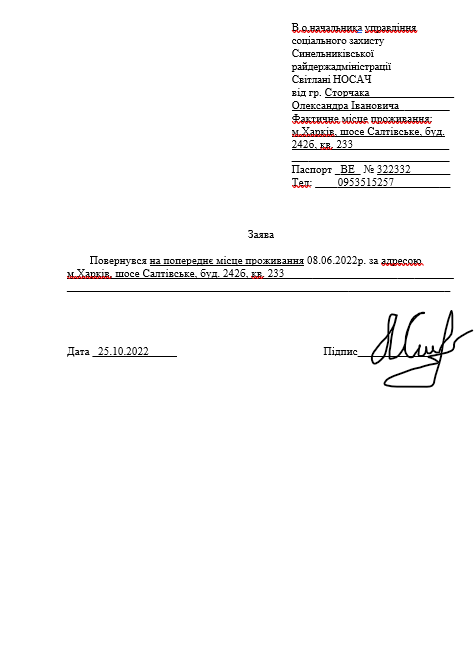 В.о.начальника управління
соціального захисту
Синельниківської
райдержадміністрації
Світлані НОСАЧ
від гр. Сторчака
Олександра Івановича
Фактичне місце проживання:
м.Харків, шосе Салтівське, буд.
242б, кв. 233
Паспорт ВЕ № 322332
Тел: 0953515257
Заява
Повернувся на попереднє місце проживання 08.06.2022р. за адресою
м.Харків, шосе Салтівське, буд. 242б, кв. 233
Дата 25.10.2022 Підпис